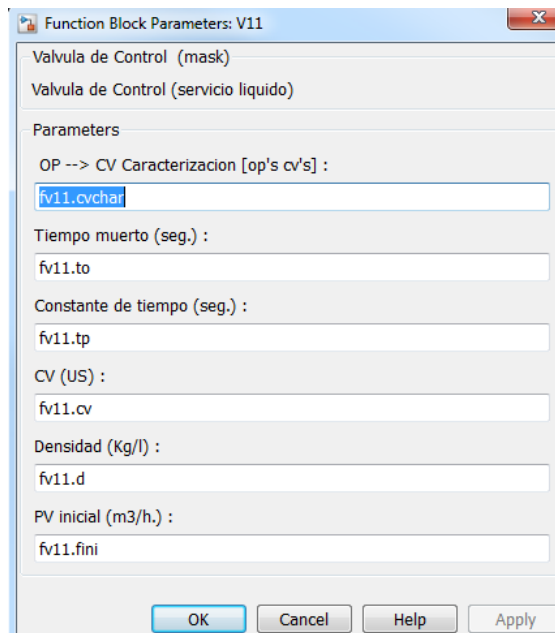 Function Block Parameters: V11
Valvula de Control (mask)
Valvula de Control (servicio liquido)
Parameters
OP --> CV Caracterizacion [op's cv's] :
fv11.cvchar
Tiempo muerto (seg.) :
fv11.to
Constante de tiempo (seg.) :
fv11.tp
CV (US) :
fv11.cv
Densidad (Kg/l) :
fv11.d
PV inicial (m3/h.) :
fv11.fini
OK Cancel Help Apply